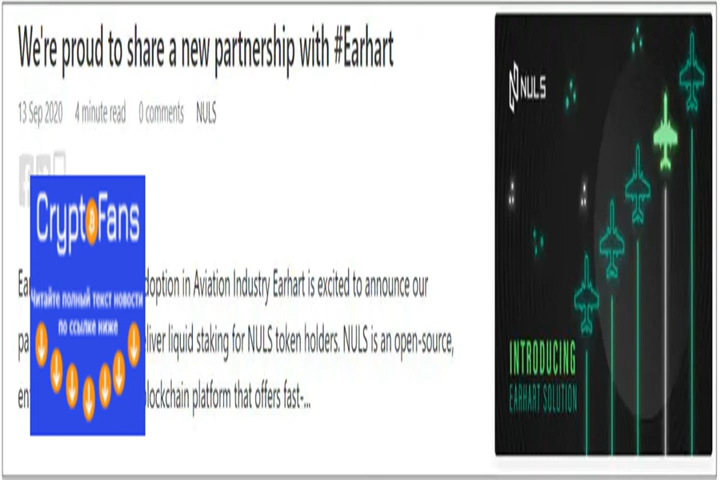 We're proud to share a new partnership with #Earhart
13 Sep 2020 4 minute read 0 comments NULS
CryptoFans
Читайте полный текст новости
по ссылке ниже
Ea doption in Aviation Industry Earhart is excited to announce our
pa liver liquid staking for NULS token holders. NULS is an open-source,
en lockchain platform that offers fast-...
NULS
INTRODUCING
EARHART SOLUTION